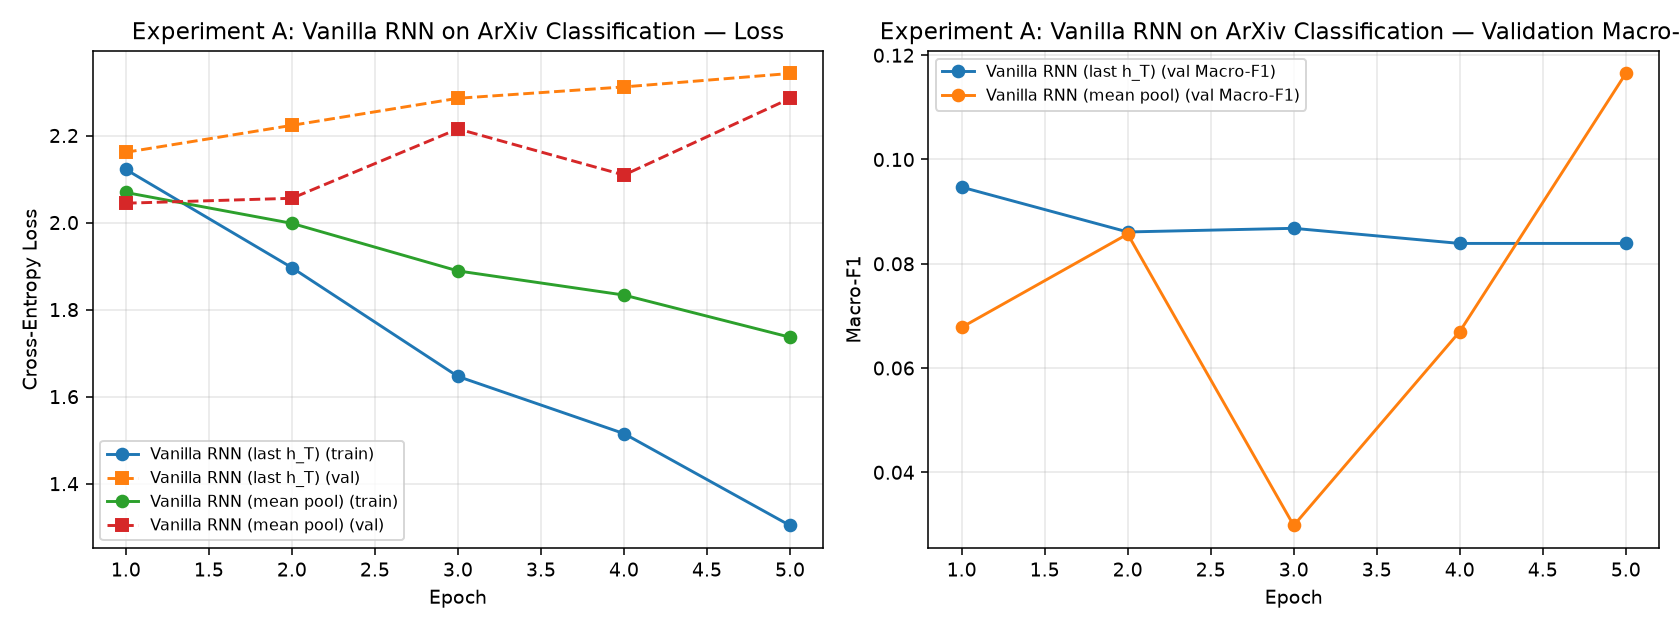 Experiment A: Vanilla RNN on ArXiv Classification — Loss
Cross-Entropy Loss
2.2
2.0
1.8
1.6
1.4
Vanilla RNN (last h_T) (train)
Vanilla RNN (last h_T) (val)
Vanilla RNN (mean pool) (train)
Vanilla RNN (mean pool) (val)
1.0 1.5 2.0 2.5 3.0 3.5 4.0 4.5 5.0
Epoch
Experiment A: Vanilla RNN on ArXiv Classification — Validation Macro-
Macro-F1
0.12
0.10
0.08
0.06
0.04
Vanilla RNN (last h_T) (val Macro-F1)
Vanilla RNN (mean pool) (val Macro-F1)
1.0 1.5 2.0 2.5 3.0 3.5 4.0 4.5 5.0
Epoch